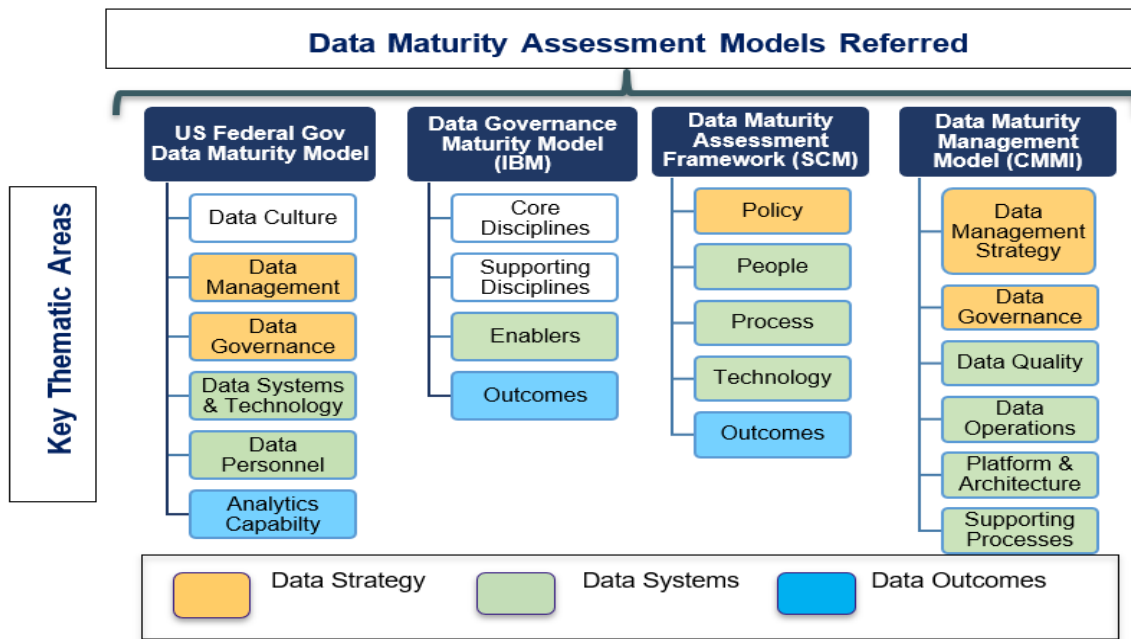 Data Maturity Assessment Models Referred
US Federal Gov
Data Maturity Model
Data Culture
Data
Management
Data
Governance
Data Systems
& Technology
Data
Personnel
Analytics
Capabilty
Data Governance
Maturity Model
(IBM)
Core
Disciplines
Supporting
Disciplines
Enablers
Outcomes
Data Maturity
Assessment
Framework (SCM)
Policy
People
Process
Technology
Outcomes
Data Maturity
Management
Model (CMMI)
Data
Management
Strategy
Data
Governance
Data Quality
Data
Operations
Platform &
Architecture
Supporting
Processes
Key Thematic Areas
Data Strategy
Data Systems
Data Outcomes